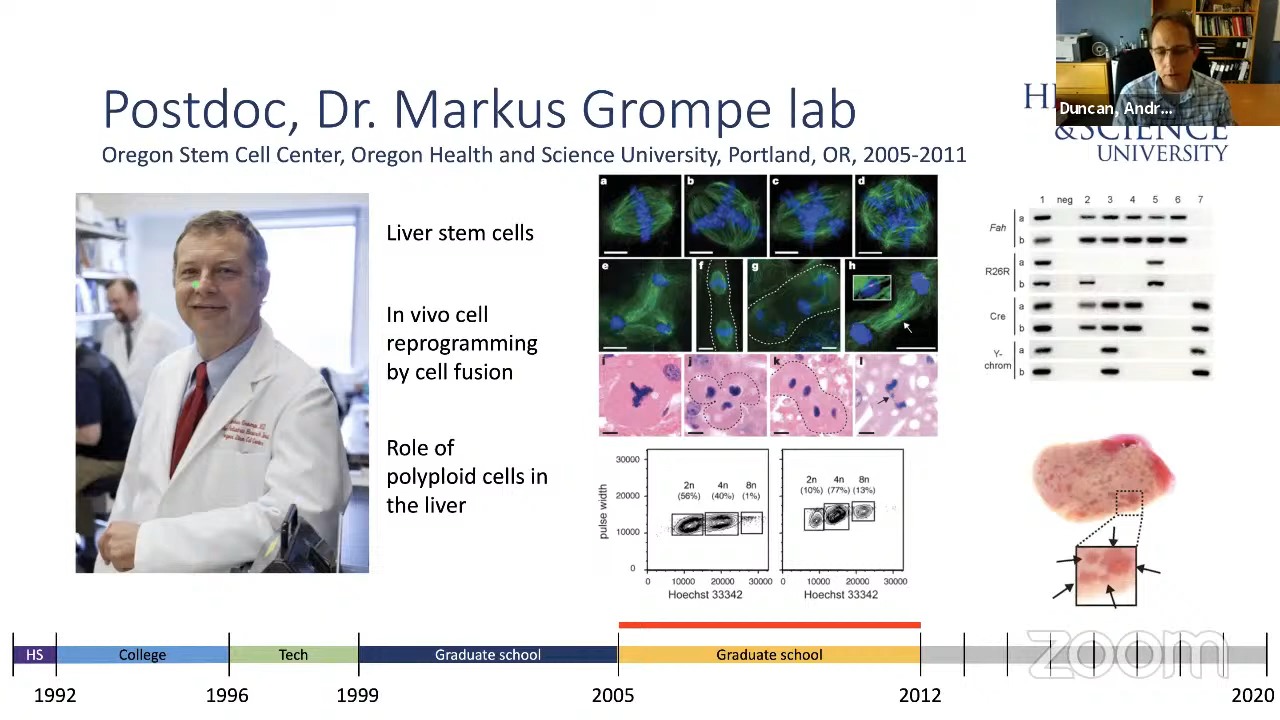 Postdoc, Dr. Markus Grompe lab
Oregon Stem Cell Center, Oregon Health and Science University, Portland, OR, 2005-2011
Duncan, Andr...
&SCIENCE
UNIVERSITY
Liver stem cells
In vivo cell
reprogramming
by cell fusion
Role of
polyploid cells in
the liver
a b c d
e f g h
i j k l
30000
20000
10000
0
pulse width
2n 4n 8n
(56%) (40%) (1%)
0 10000 20000 30000
Hoechst 33342
2n 4n 8n
(10%) (77%) (13%)
0 10000 20000 30000
Hoechst 33342
1 neg 2 3 4 5 6 7
Fah a
b
R26R a
b
Cre a
b
Y-
chrom a
b
zoom
HS College Tech Graduate school Graduate school
1992 1996 1999 2005 2012 2020